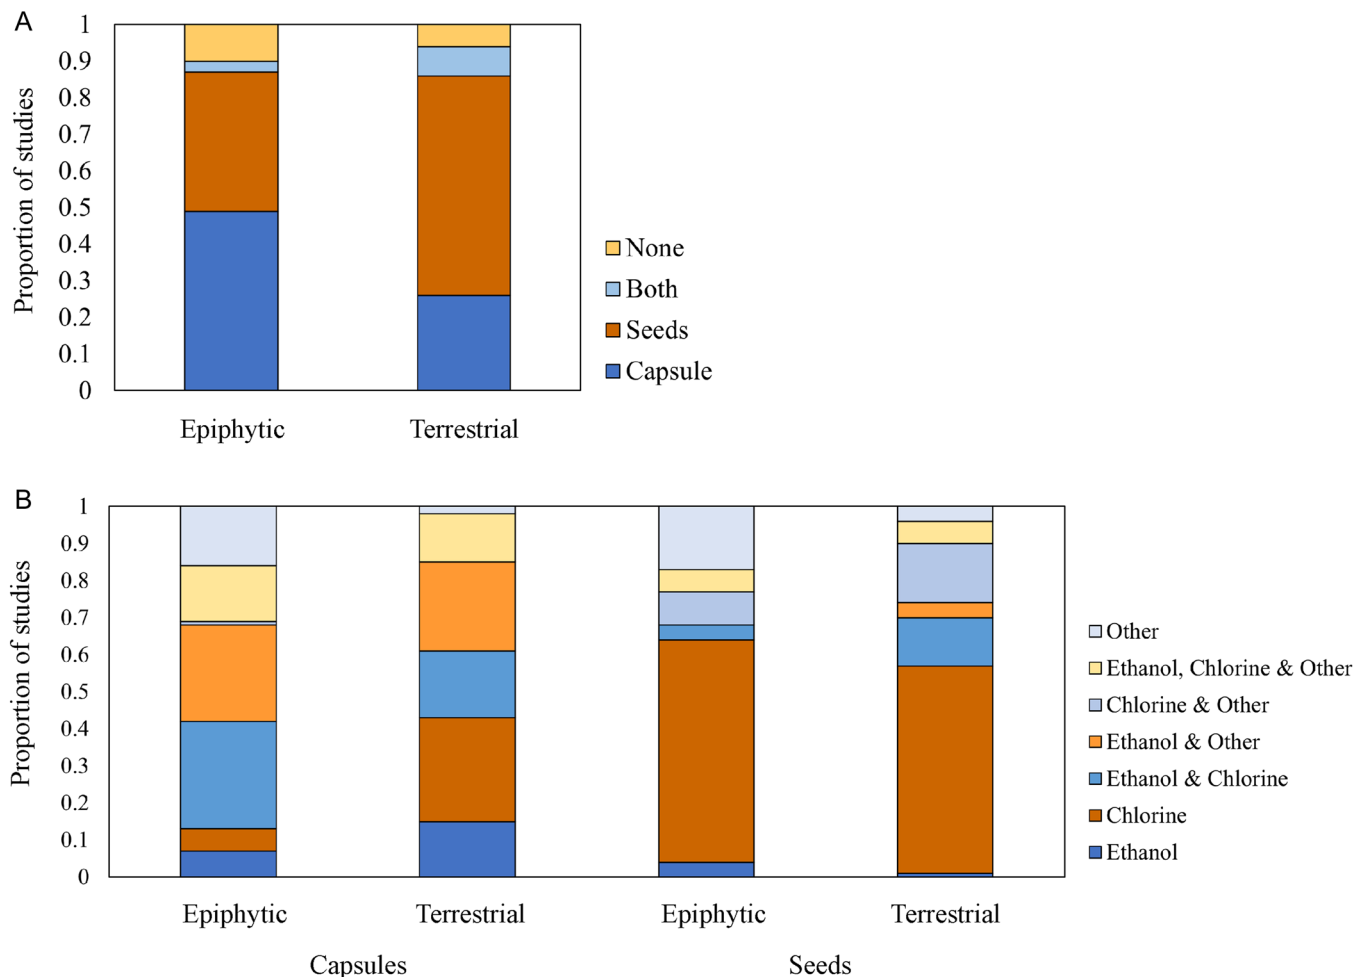 A
Proportion of studies
1
0.9
0.8
0.7
0.6
0.5
0.4
0.3
0.2
0.1
0
Epiphytic
Terrestrial
None
Both
Seeds
Capsule
B
Proportion of studies
1
0.9
0.8
0.7
0.6
0.5
0.4
0.3
0.2
0.1
0
Epiphytic
Terrestrial
Epiphytic
Terrestrial
Capsules
Seeds
Other
Ethanol, Chlorine & Other
Chlorine & Other
Ethanol & Other
Ethanol & Chlorine
Chlorine
Ethanol